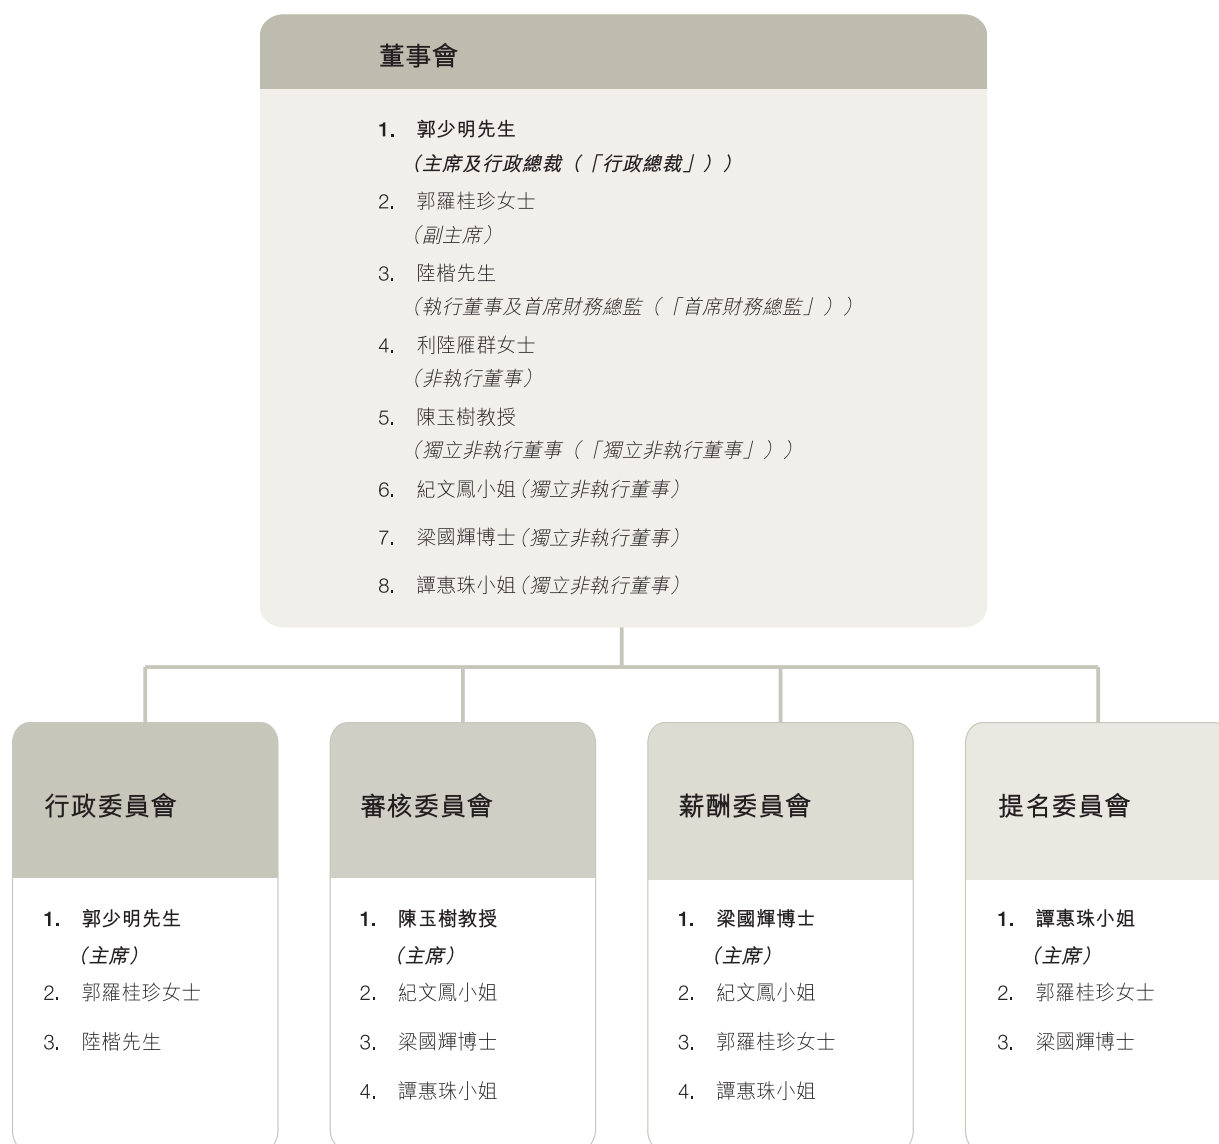 董事會
1. 郭少明先生
(主席及行政總裁(「行政總裁」))
2. 郭羅桂珍女士
(副主席)
3. 陸楷先生
(執行董事及首席財務總監(「首席財務總監」))
4. 利陸雁群女士
(非執行董事)
5. 陳玉樹教授
(獨立非執行董事(「獨立非執行董事」))
6. 紀文鳳小姐(獨立非執行董事)
7. 梁國輝博士(獨立非執行董事)
8. 譚惠珠小姐(獨立非執行董事)
行政委員會
1. 郭少明先生
(主席)
2. 郭羅桂珍女士
3. 陸楷先生
審核委員會
1. 陳玉樹教授
(主席)
2. 紀文鳳小姐
3. 梁國輝博士
4. 譚惠珠小姐
薪酬委員會
1. 梁國輝博士
(主席)
2. 紀文鳳小姐
3. 郭羅桂珍女士
4. 譚惠珠小姐
提名委員會
1. 譚惠珠小姐
(主席)
2. 郭羅桂珍女士
3. 梁國輝博士